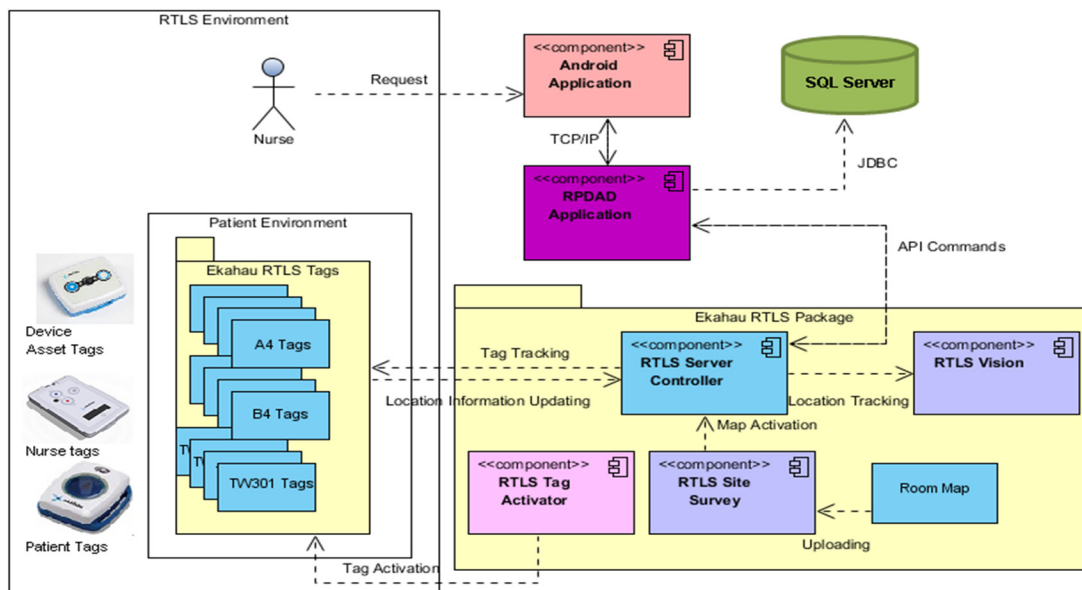 RTLS Environment
Nurse
Request
<<component>>
Android
Application
SQL Server
TCP/IP
JDBC
<<component>>
RPDAD
Application
API Commands
Patient Environment
Ekahau RTLS Tags
A4 Tags
B4 Tags
TW301 Tags
Device
Asset Tags
Nurse tags
Patient Tags
Tag Tracking
Location Information Updating
Tag Activation
Ekahau RTLS Package
<<component>>
RTLS Server
Controller
<<component>>
RTLS Vision
Location Tracking
Map Activation
<<component>>
RTLS Tag
Activator
<<component>>
RTLS Site
Survey
Room Map
Uploading